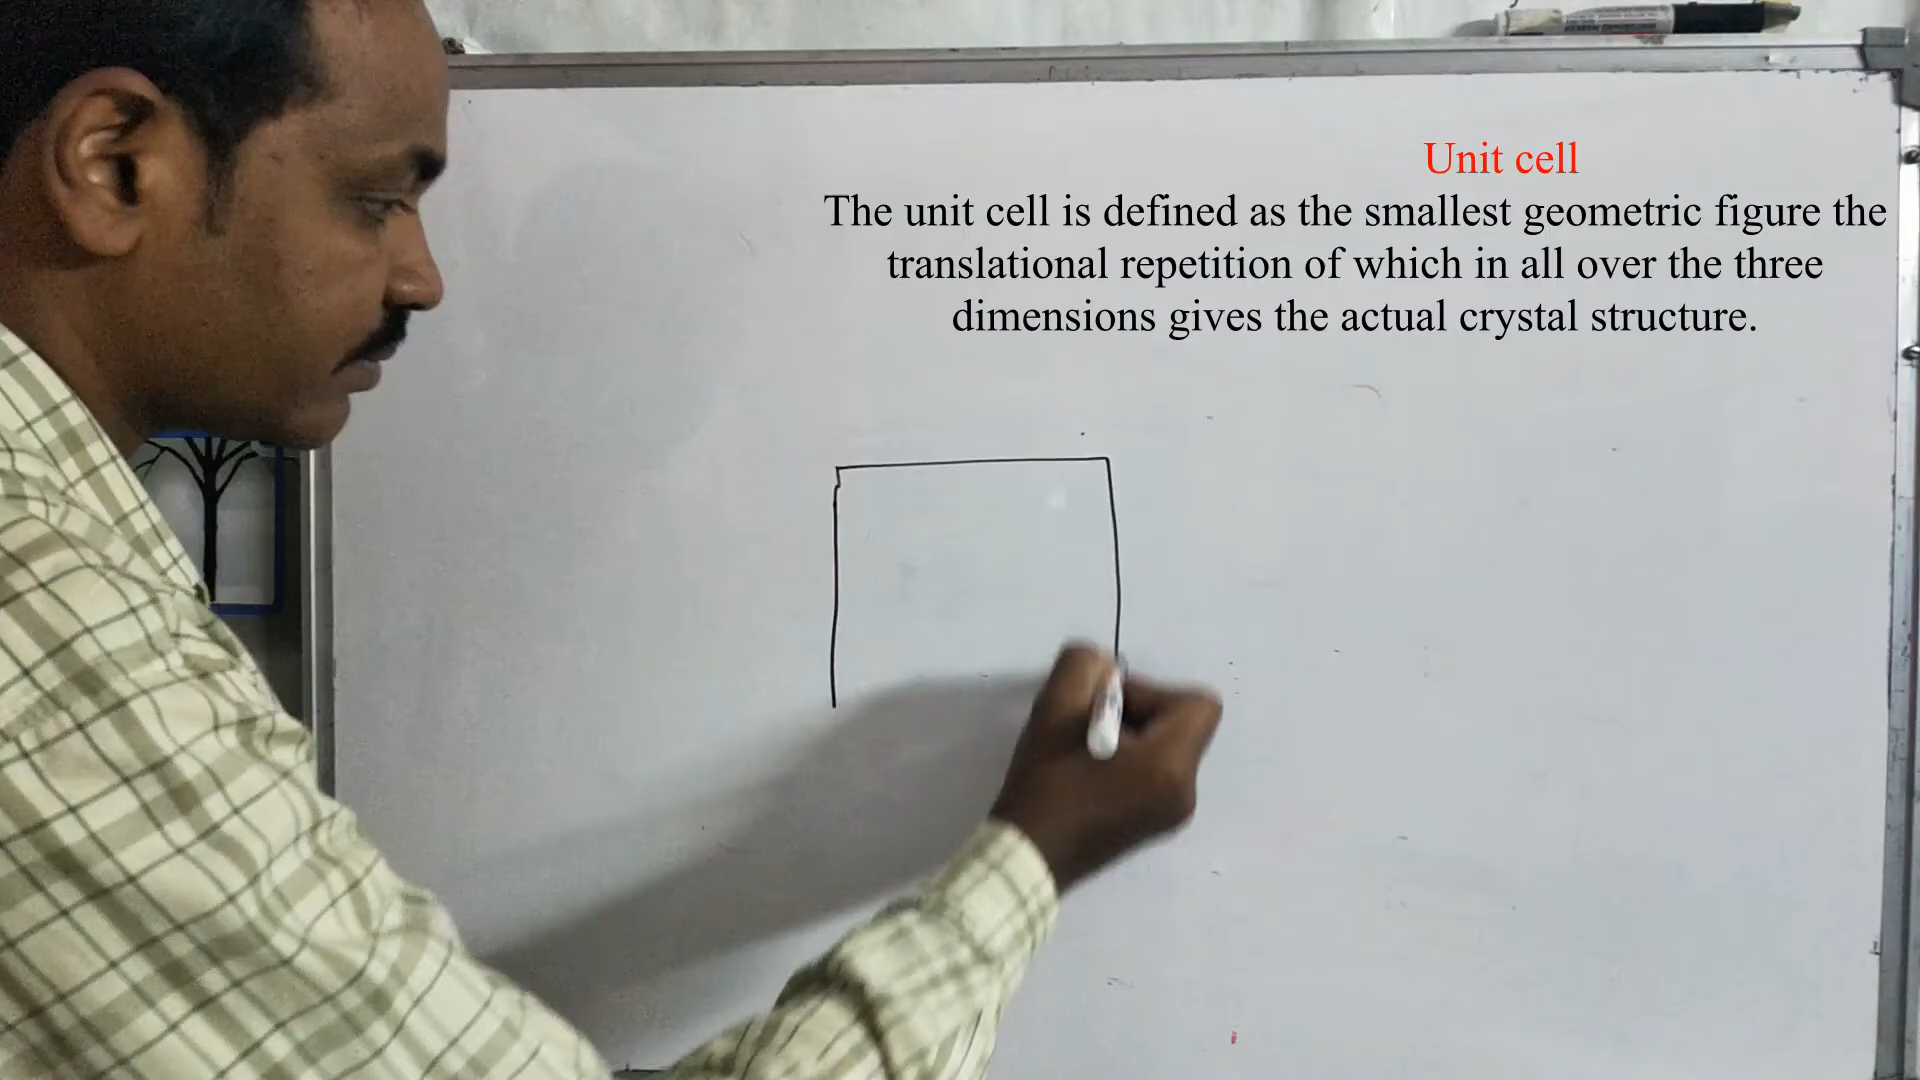 Unit cell
The unit cell is defined as the smallest geometric figure the
translational repetition of which in all over the three
dimensions gives the actual crystal structure.